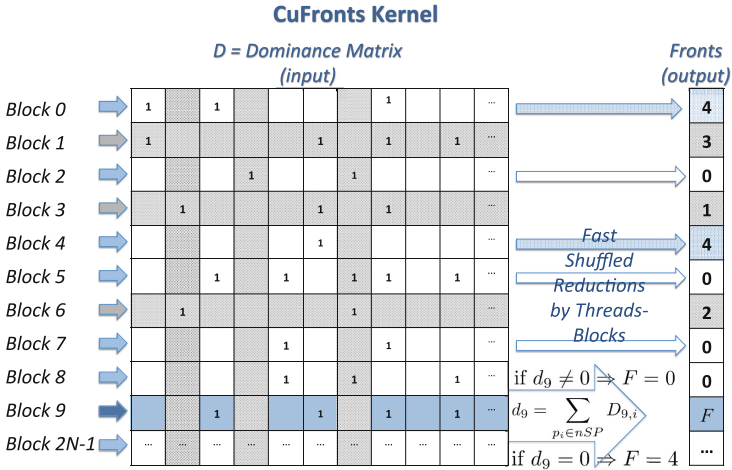 CuFronts Kernel
D = Dominance Matrix
(input)
Fronts
(output)
Block 0 1 1 1 ... 4
Block 1 1 1 1 1 ... 3
Block 2 1 1 ... 0
Block 3 1 1 1 ... 1
Block 4 1 ... 4
Block 5 1 1 1 1 1 ... 0
Block 6 1 1 ... 2
Block 7 1 1 ... 0
Block 8 1 1 1 ... 0
Block 9 1 1 1 1 ... F
Block 2N-1 ... ... ... ... ... ... ... ... ... ... ... ...
Fast
Shuffled
Reductions
by Threads-
Blocks
if d₉ ≠ 0 ⇒ F = 0
d₉ = ∑ D₉,ᵢ
pᵢ∈nSP
if d₉ = 0 ⇒ F = 4